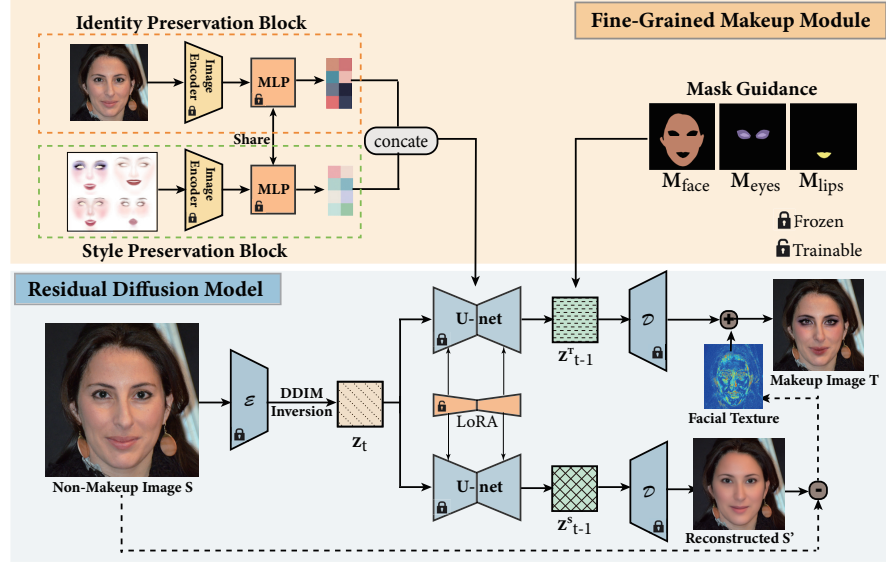 Identity Preservation Block
Fine-Grained Makeup Module
Image
Encoder
MLP
Share
concate
Image
Encoder
MLP
Style Preservation Block
Mask Guidance
M_face
M_eyes
M_lips
Frozen
Trainable
Residual Diffusion Model
U-net
z^T_t-1
𝒟
Makeup Image T
Facial Texture
ℰ
DDIM
Inversion
z_t
LoRA
Non-Makeup Image S
U-net
z^s_t-1
𝒟
Reconstructed S'